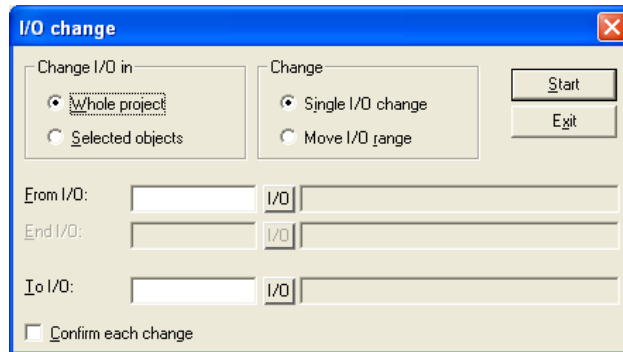 I/O change
Change I/O in
Whole project
Selected objects
Change
Single I/O change
Move I/O range
Start
Exit
From I/O:
I/O
End I/O:
I/O
To I/O:
I/O
Confirm each change